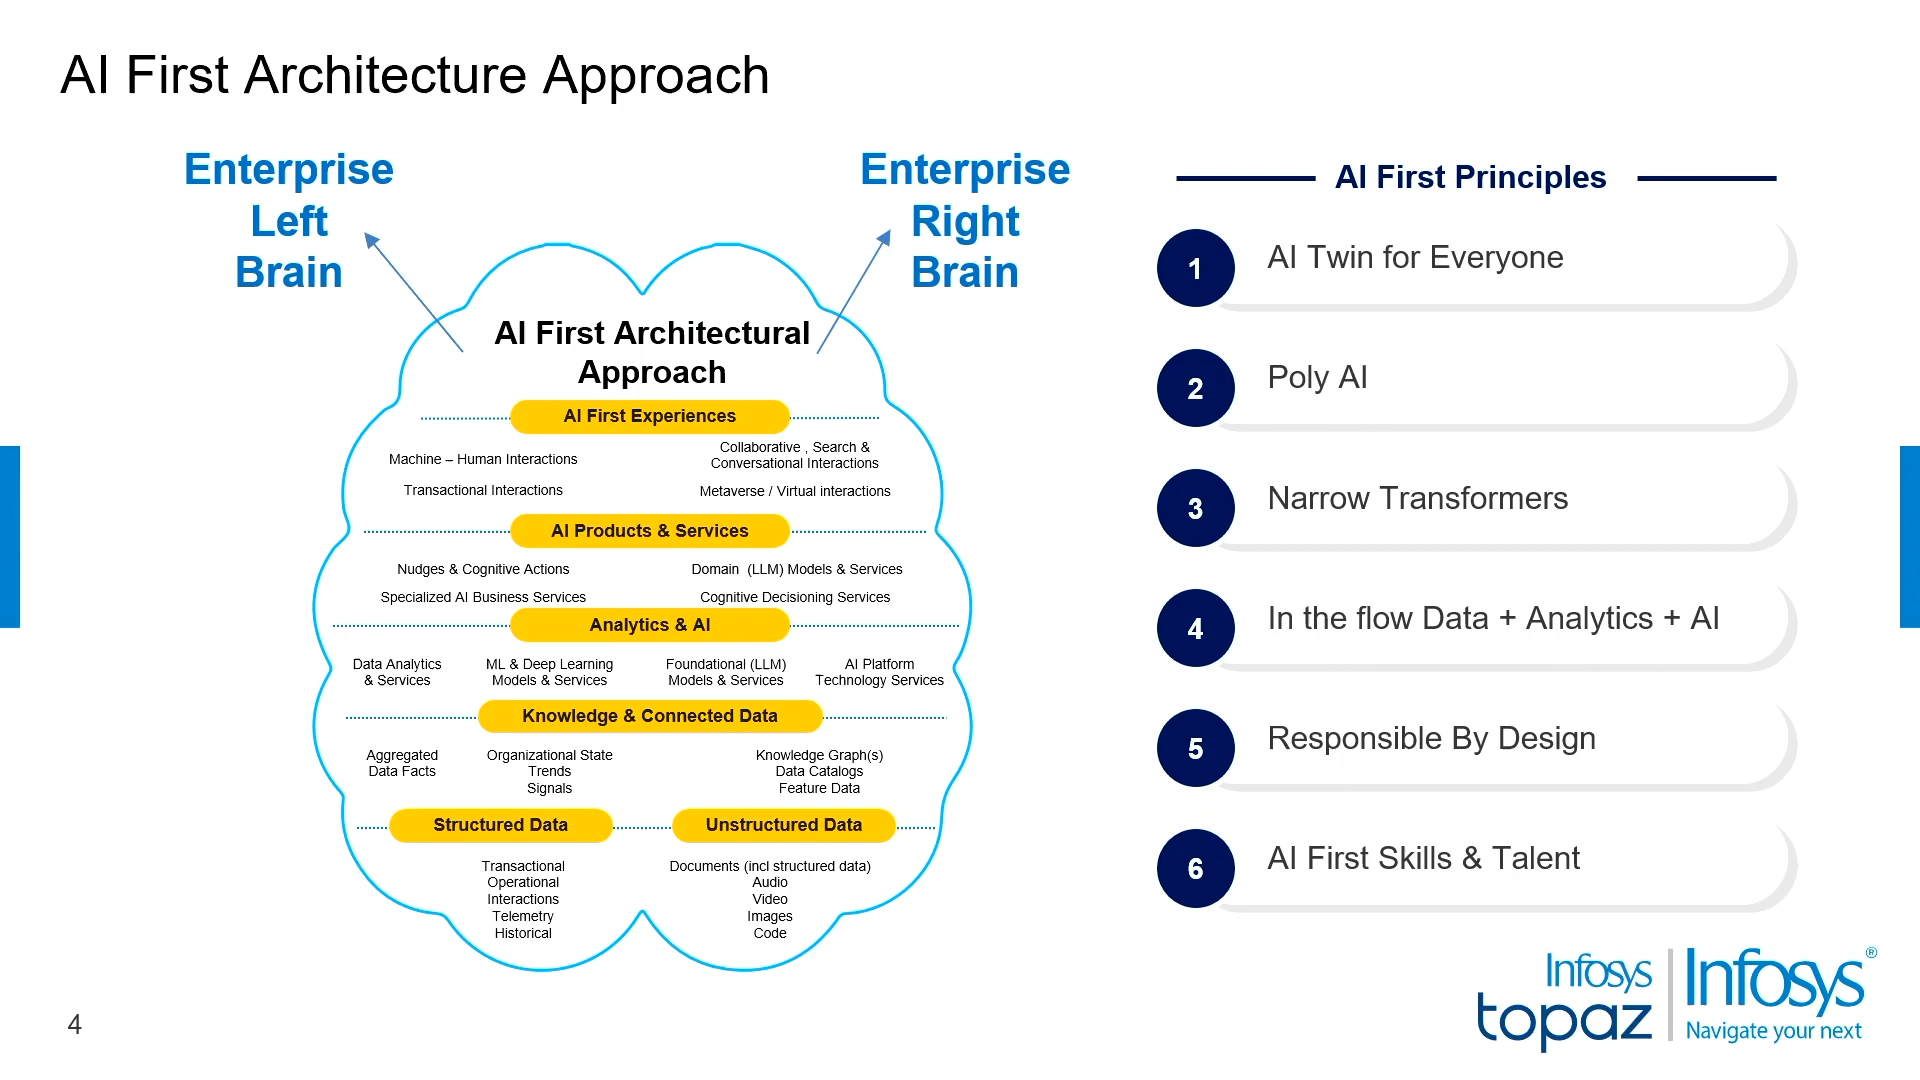 AI First Architecture Approach
Enterprise
Left
Brain
Enterprise
Right
Brain
AI First Architectural
Approach
AI First Experiences
Machine – Human Interactions
Collaborative , Search &
Conversational Interactions
Transactional Interactions
Metaverse / Virtual interactions
AI Products & Services
Nudges & Cognitive Actions
Domain (LLM) Models & Services
Specialized AI Business Services
Cognitive Decisioning Services
Analytics & AI
Data Analytics
& Services
ML & Deep Learning
Models & Services
Foundational (LLM)
Models & Services
AI Platform
Technology Services
Knowledge & Connected Data
Aggregated
Data Facts
Organizational State
Trends
Signals
Knowledge Graph(s)
Data Catalogs
Feature Data
Structured Data
Transactional
Operational
Interactions
Telemetry
Historical
Unstructured Data
Documents (incl structured data)
Audio
Video
Images
Code
AI First Principles
1 AI Twin for Everyone
2 Poly AI
3 Narrow Transformers
4 In the flow Data + Analytics + AI
5 Responsible By Design
6 AI First Skills & Talent
Infosys
topaz
Infosys®
Navigate your next
4